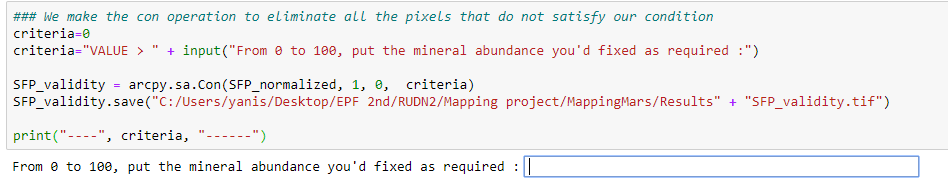 ### We make the con operation to eliminate all the pixels that do not satisfy our condition
criteria=0
criteria="VALUE > " + input("From 0 to 100, put the mineral abundance you'd fixed as required :")
SFP_validity = arcpy.sa.Con(SFP_normalized, 1, 0,  criteria)
SFP_validity.save("C:/Users/yanis/Desktop/EPF 2nd/RUDN2/Mapping project/MappingMars/Results" + "SFP_validity.tif")
print("----", criteria, "------")
From 0 to 100, put the mineral abundance you'd fixed as required :